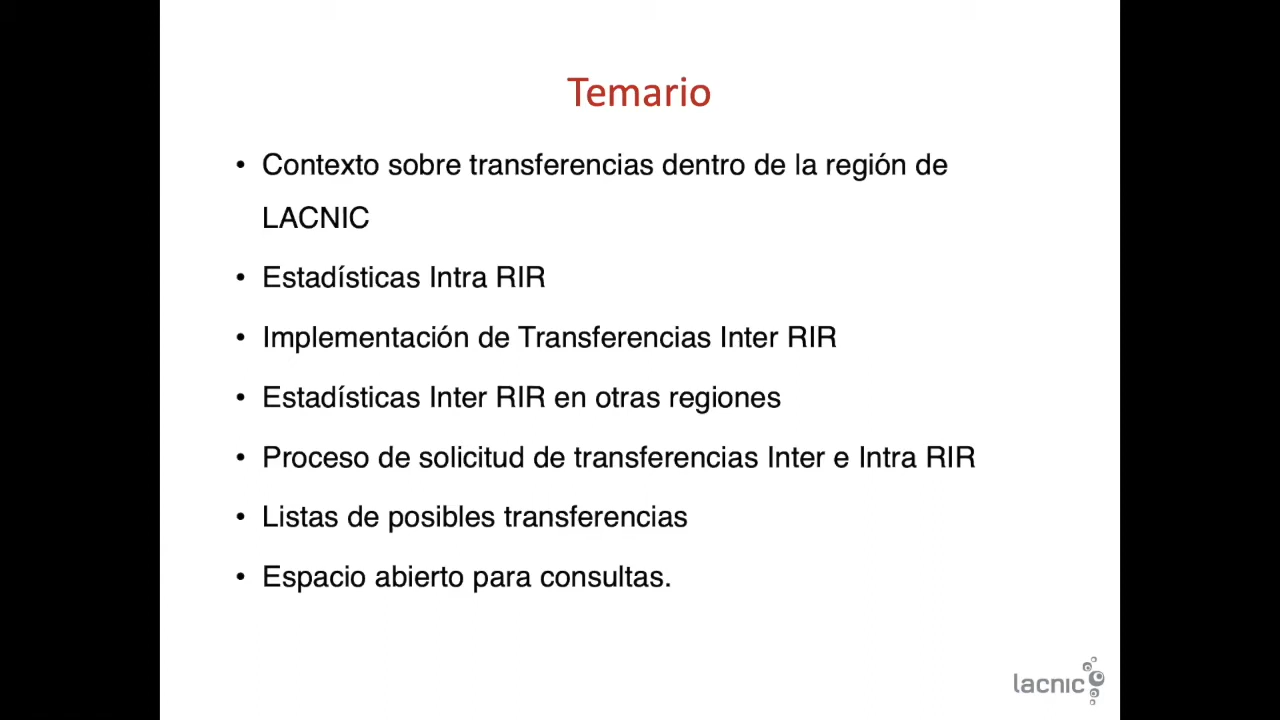 Temario
• Contexto sobre transferencias dentro de la región de
LACNIC
• Estadísticas Intra RIR
• Implementación de Transferencias Inter RIR
• Estadísticas Inter RIR en otras regiones
• Proceso de solicitud de transferencias Inter e Intra RIR
• Listas de posibles transferencias
• Espacio abierto para consultas.
lacnic